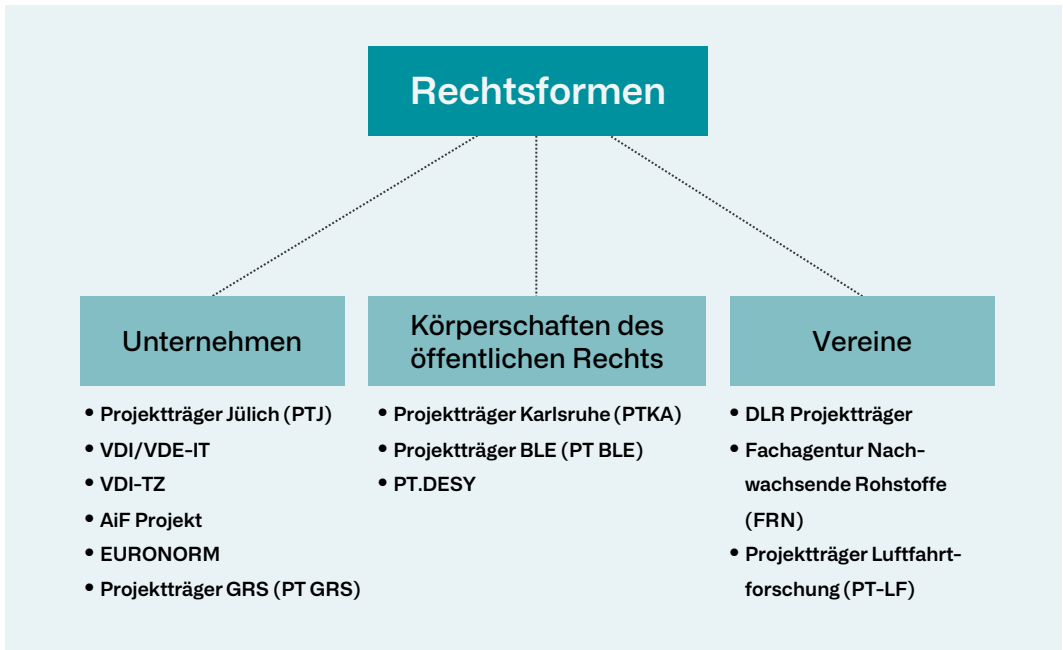 Rechtsformen
Unternehmen
• Projektträger Jülich (PTJ)
• VDI/VDE-IT
• VDI-TZ
• AiF Projekt
• EURONORM
• Projektträger GRS (PT GRS)
Körperschaften des
öffentlichen Rechts
• Projektträger Karlsruhe (PTKA)
• Projektträger BLE (PT BLE)
• PT.DESY
Vereine
• DLR Projektträger
• Fachagentur Nach-
wachsende Rohstoffe
(FRN)
• Projektträger Luftfahrt-
forschung (PT-LF)